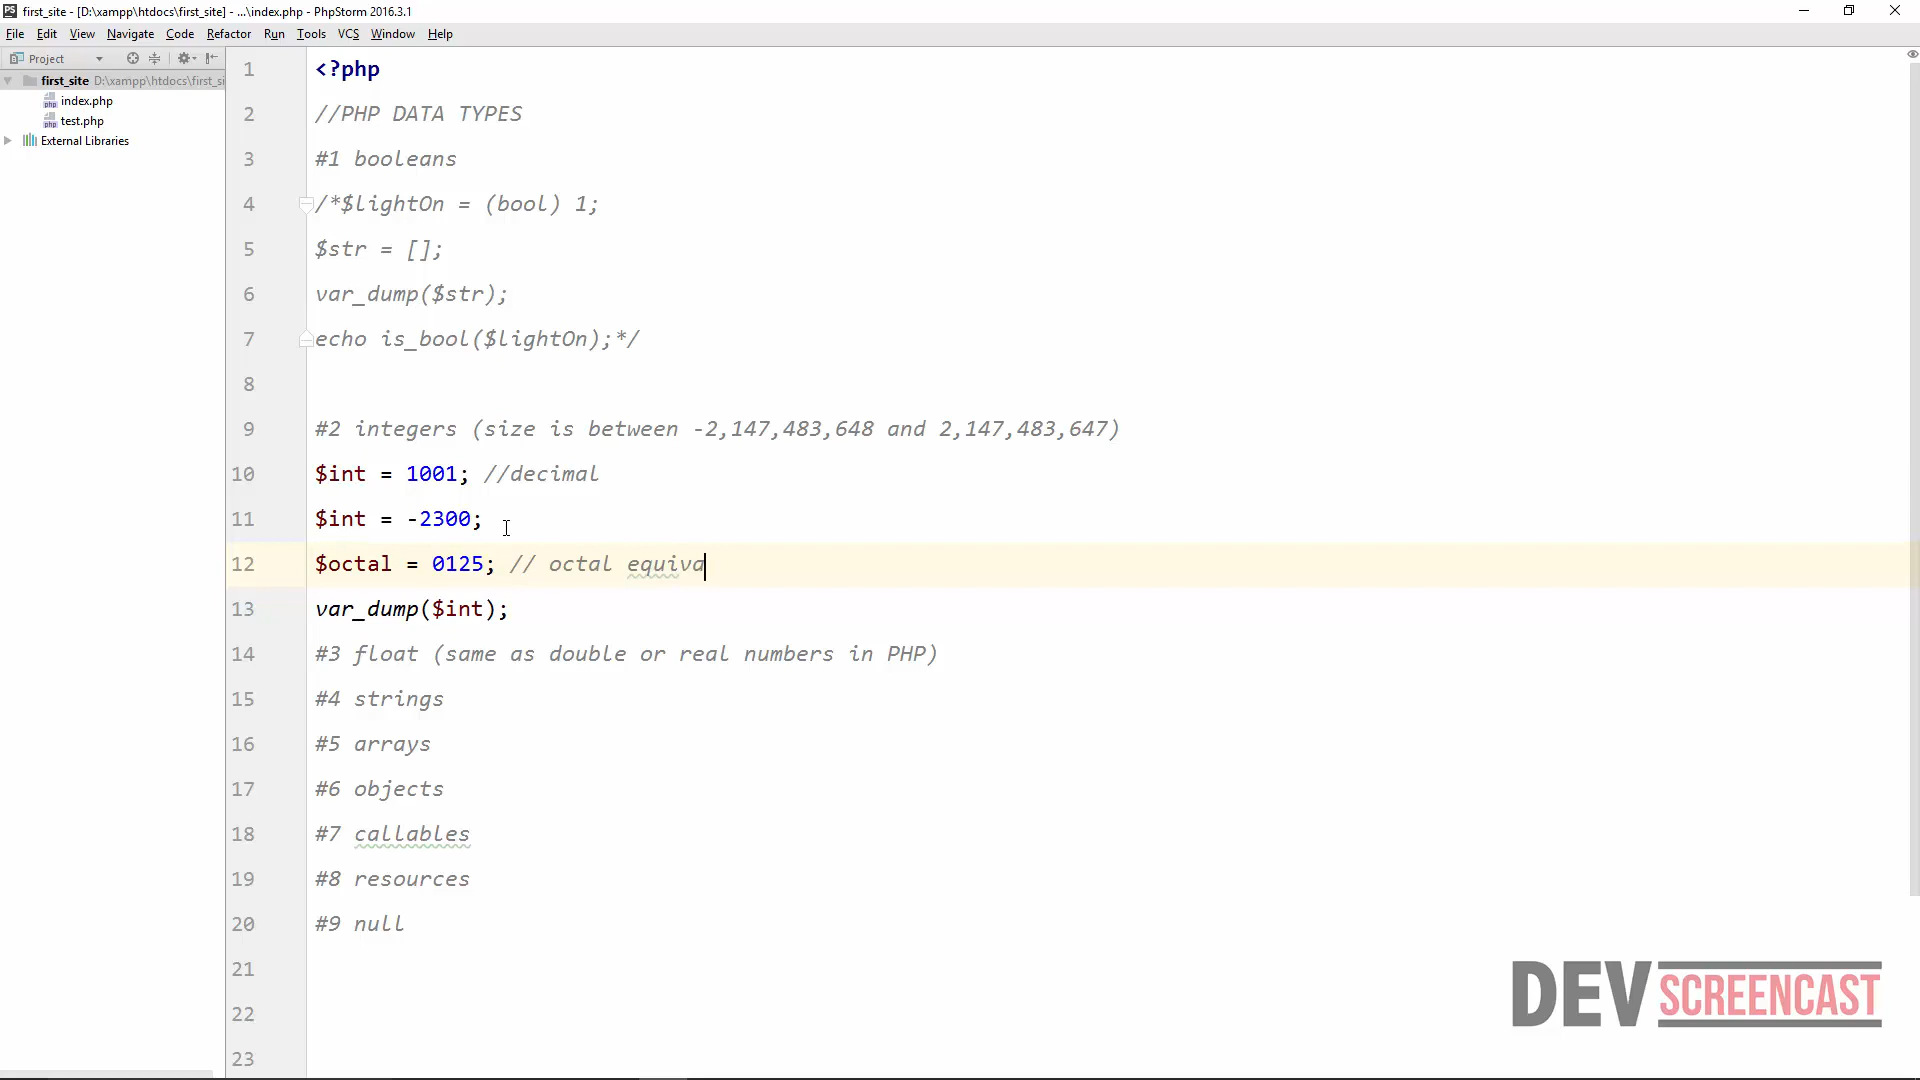 PS first_site - [D:\xampp\htdocs\first_site] - ...\index.php - PhpStorm 2016.3.1
File Edit View Navigate Code Refactor Run Tools VCS Window Help
Project
first_site D:\xampp\htdocs\first_si
php index.php
php test.php
External Libraries
1 <?php
2 //PHP DATA TYPES
3 #1 booleans
4 /*$lightOn = (bool) 1;
5 $str = [];
6 var_dump($str);
7 echo is_bool($lightOn);*/
8
9 #2 integers (size is between -2,147,483,648 and 2,147,483,647)
10 $int = 1001; //decimal
11 $int = -2300;
12 $octal = 0125; // octal equiva
13 var_dump($int);
14 #3 float (same as double or real numbers in PHP)
15 #4 strings
16 #5 arrays
17 #6 objects
18 #7 callables
19 #8 resources
20 #9 null
21
22
23
DEVSCREENCAST